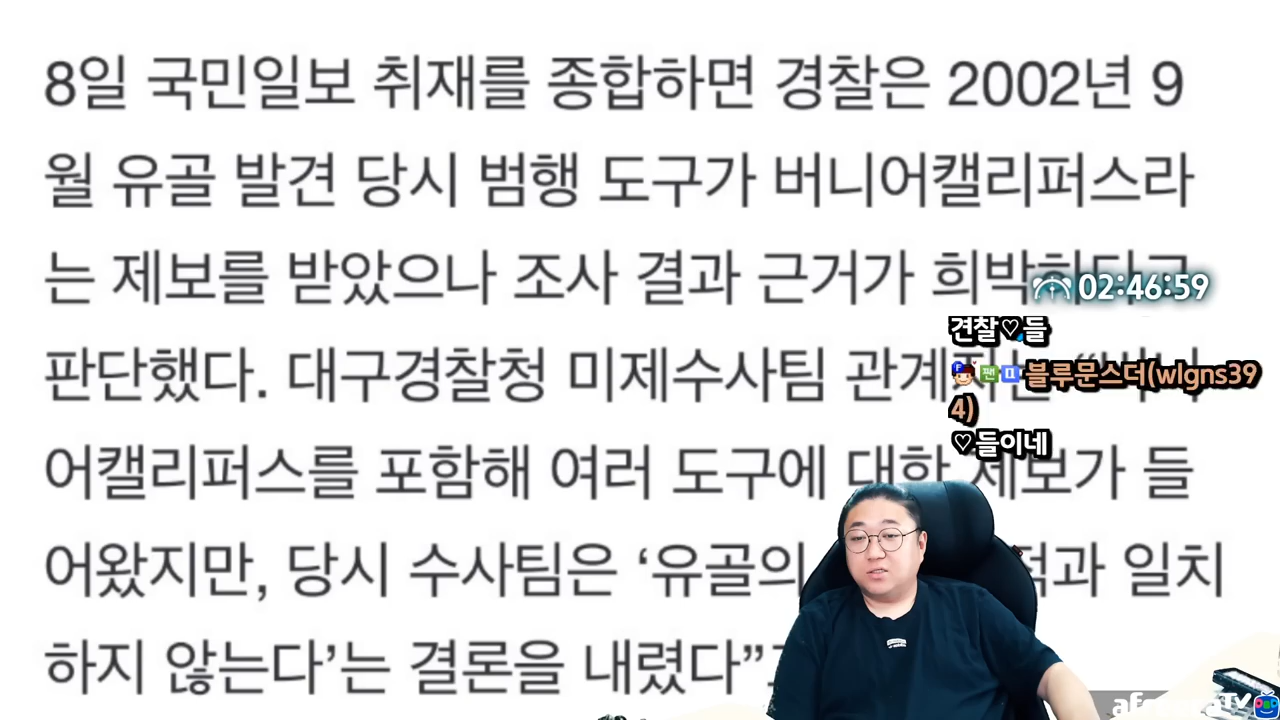 8일 국민일보 취재를 종합하면 경찰은 2002년 9
월 유골 발견 당시 범행 도구가 버니어캘리퍼스라
는 제보를 받았으나 조사 결과 근거가 희박하다고
02:46:59
판단했다. 대구경찰청 미제수사팀
견찰♡들
블루문스더(wlgns39
4)
♡들이네
어캘리퍼스를 포함해 여러 도구에 대한 제보가 들
어왔지만, 당시 수사팀은 ‘유골의 과 일치
하지 않는다’는 결론을 내렸다”